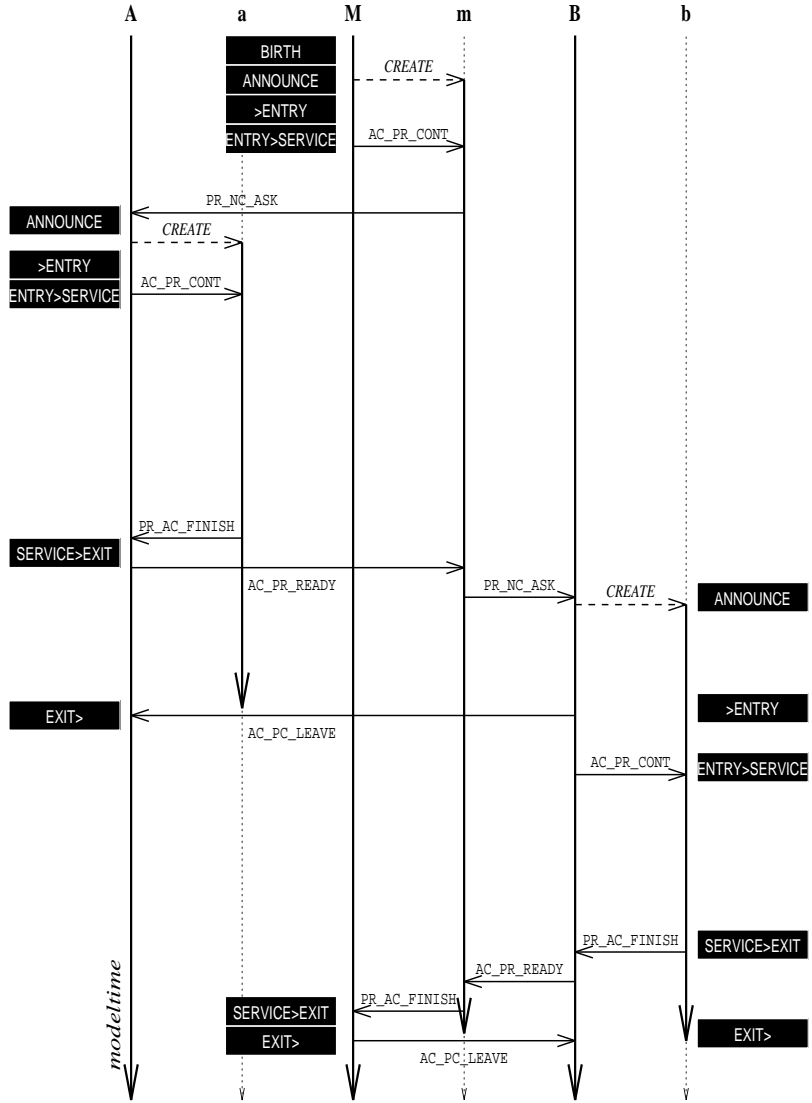 A a M m B b
BIRTH
CREATE
ANNOUNCE
>ENTRY
ENTRY>SERVICE
AC_PR_CONT
PR_NC_ASK
ANNOUNCE
CREATE
>ENTRY
AC_PR_CONT
ENTRY>SERVICE
PR_AC_FINISH
SERVICE>EXIT
AC_PR_READY
PR_NC_ASK
CREATE
ANNOUNCE
EXIT>
>ENTRY
AC_PC_LEAVE
AC_PR_CONT
ENTRY>SERVICE
PR_AC_FINISH
SERVICE>EXIT
AC_PR_READY
PR_AC_FINISH
SERVICE>EXIT
EXIT>
AC_PC_LEAVE
EXIT>
modeltime